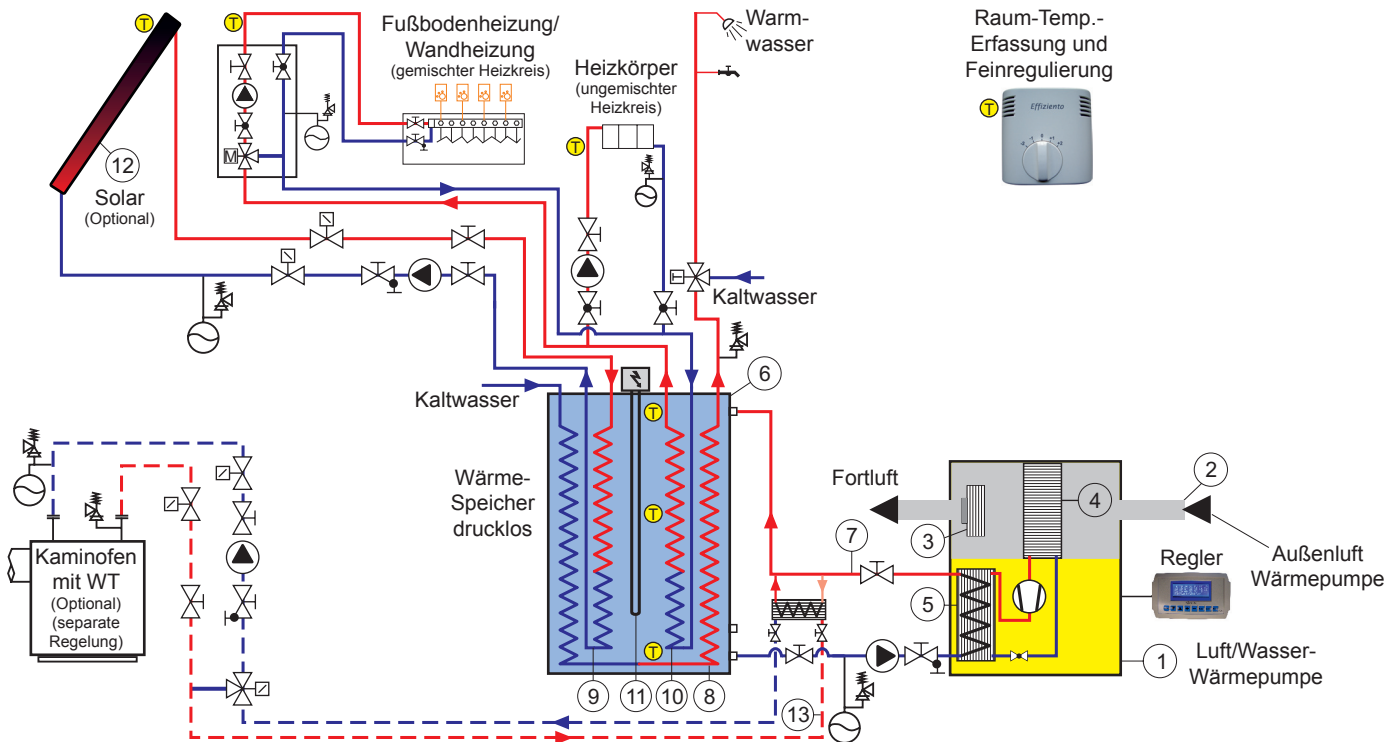 T
T
Fußbodenheizung/
Wandheizung
(gemischter Heizkreis)
Heizkörper
(ungemischter
Heizkreis)
T
Warm-
wasser
Raum-Temp.-
Erfassung und
Feinregulierung
T
Effiziento
12
Solar
(Optional)
M
T
Kaltwasser
Kaltwasser
6
T
Wärme-
Speicher
drucklos
T
T
9
11
10
8
Kaminofen
mit WT
(Optional)
(separate
Regelung)
Fortluft
2
4
3
7
5
Außenluft
Wärmepumpe
Regler
1
Luft/Wasser-
Wärmepumpe
13